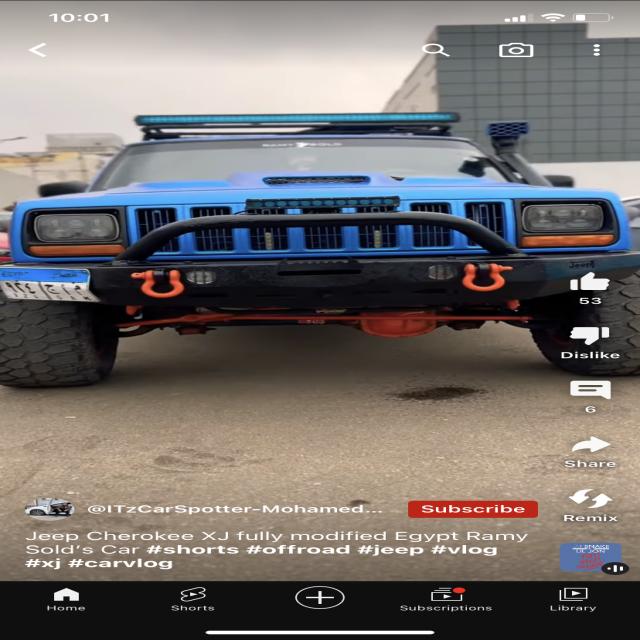 10:01
EGYPT
53
Dislike
6
Share
Remix
@ITzCarSpotter-Mohamed...
Subscribe
Jeep Cherokee XJ fully modified Egypt Ramy
Sold's Car #shorts #offroad #jeep #vlog
#xj #carvlog
Home
Shorts
Subscriptions
Library